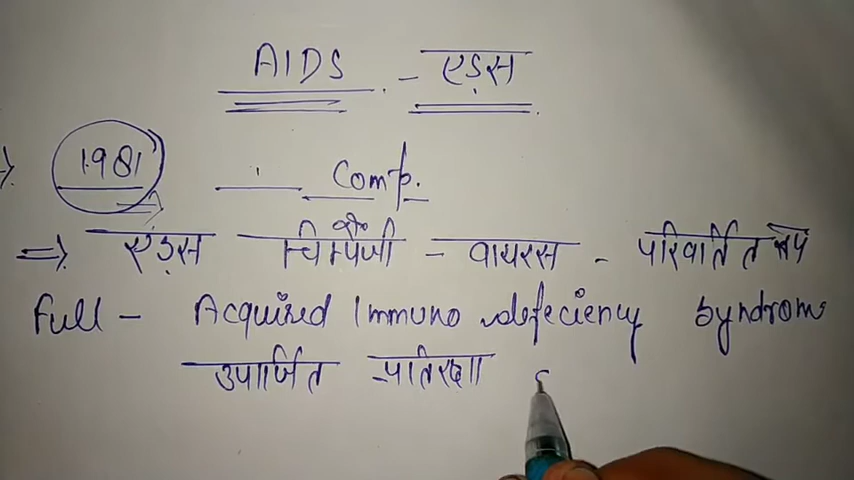 AIDS - एड्स
⇒ 1981 Comp.
⇒ एड्स चिम्पैंजी - वायरस - परिवर्तित रूप
Full - Acquired Immuno defeciency Syndrome
उपार्जित प्रतिरक्षा